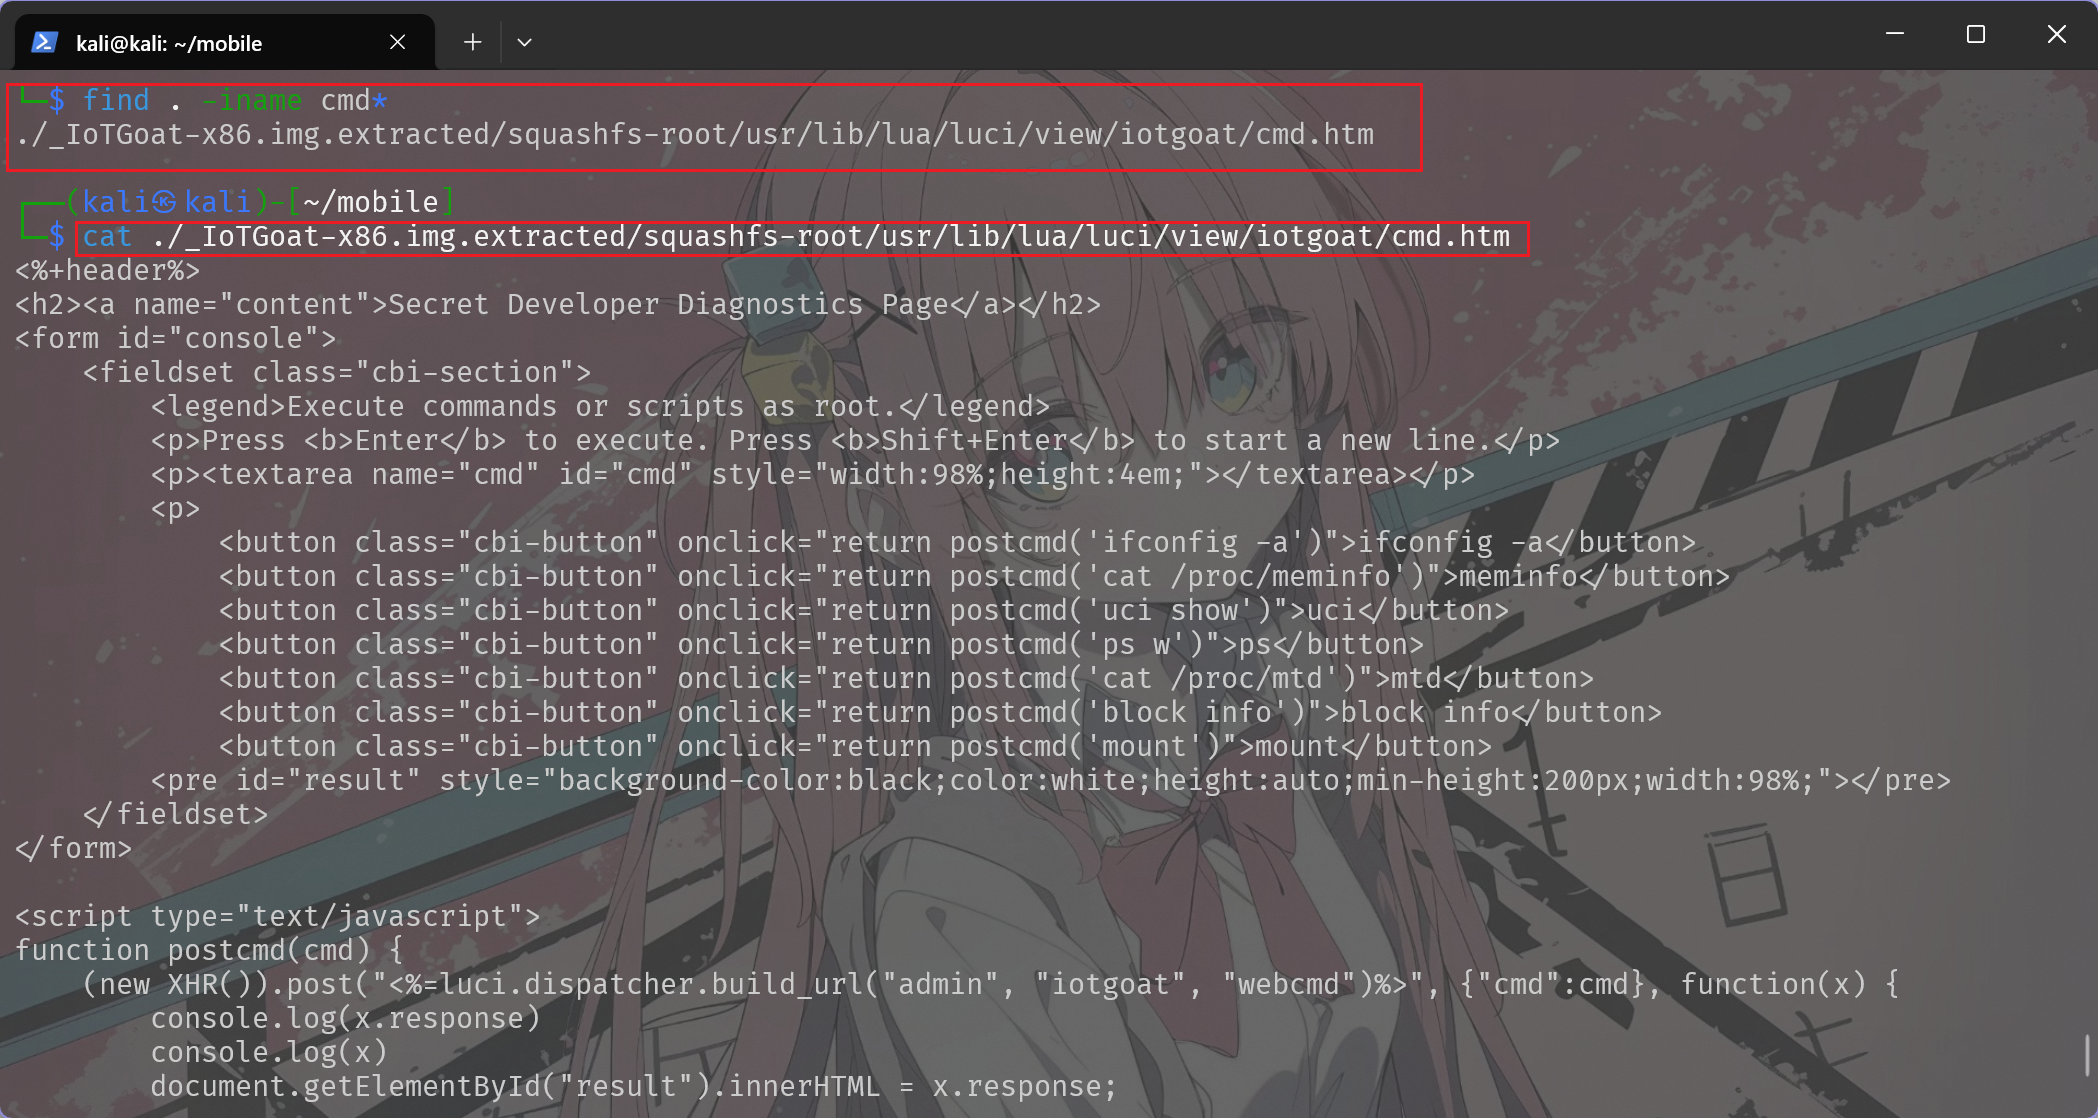 kali@kali: ~/mobile
└─$ find . -iname cmd*
./_IoTGoat-x86.img.extracted/squashfs-root/usr/lib/lua/luci/view/iotgoat/cmd.htm
┌──(kali㉿kali)-[~/mobile]
└─$ cat ./_IoTGoat-x86.img.extracted/squashfs-root/usr/lib/lua/luci/view/iotgoat/cmd.htm
<%+header%>
<h2><a name="content">Secret Developer Diagnostics Page</a></h2>
<form id="console">
    <fieldset class="cbi-section">
        <legend>Execute commands or scripts as root.</legend>
        <p>Press <b>Enter</b> to execute. Press <b>Shift+Enter</b> to start a new line.</p>
        <p><textarea name="cmd" id="cmd" style="width:98%;height:4em;"></textarea></p>
        <p>
            <button class="cbi-button" onclick="return postcmd('ifconfig -a')">ifconfig -a</button>
            <button class="cbi-button" onclick="return postcmd('cat /proc/meminfo')">meminfo</button>
            <button class="cbi-button" onclick="return postcmd('uci show')">uci</button>
            <button class="cbi-button" onclick="return postcmd('ps w')">ps</button>
            <button class="cbi-button" onclick="return postcmd('cat /proc/mtd')">mtd</button>
            <button class="cbi-button" onclick="return postcmd('block info')">block info</button>
            <button class="cbi-button" onclick="return postcmd('mount')">mount</button>
        <pre id="result" style="background-color:black;color:white;height:auto;min-height:200px;width:98%;"></pre>
    </fieldset>
</form>
<script type="text/javascript">
function postcmd(cmd) {
    (new XHR()).post("<%=luci.dispatcher.build_url("admin", "iotgoat", "webcmd")%>", {"cmd":cmd}, function(x) {
        console.log(x.response)
        console.log(x)
        document.getElementById("result").innerHTML = x.response;